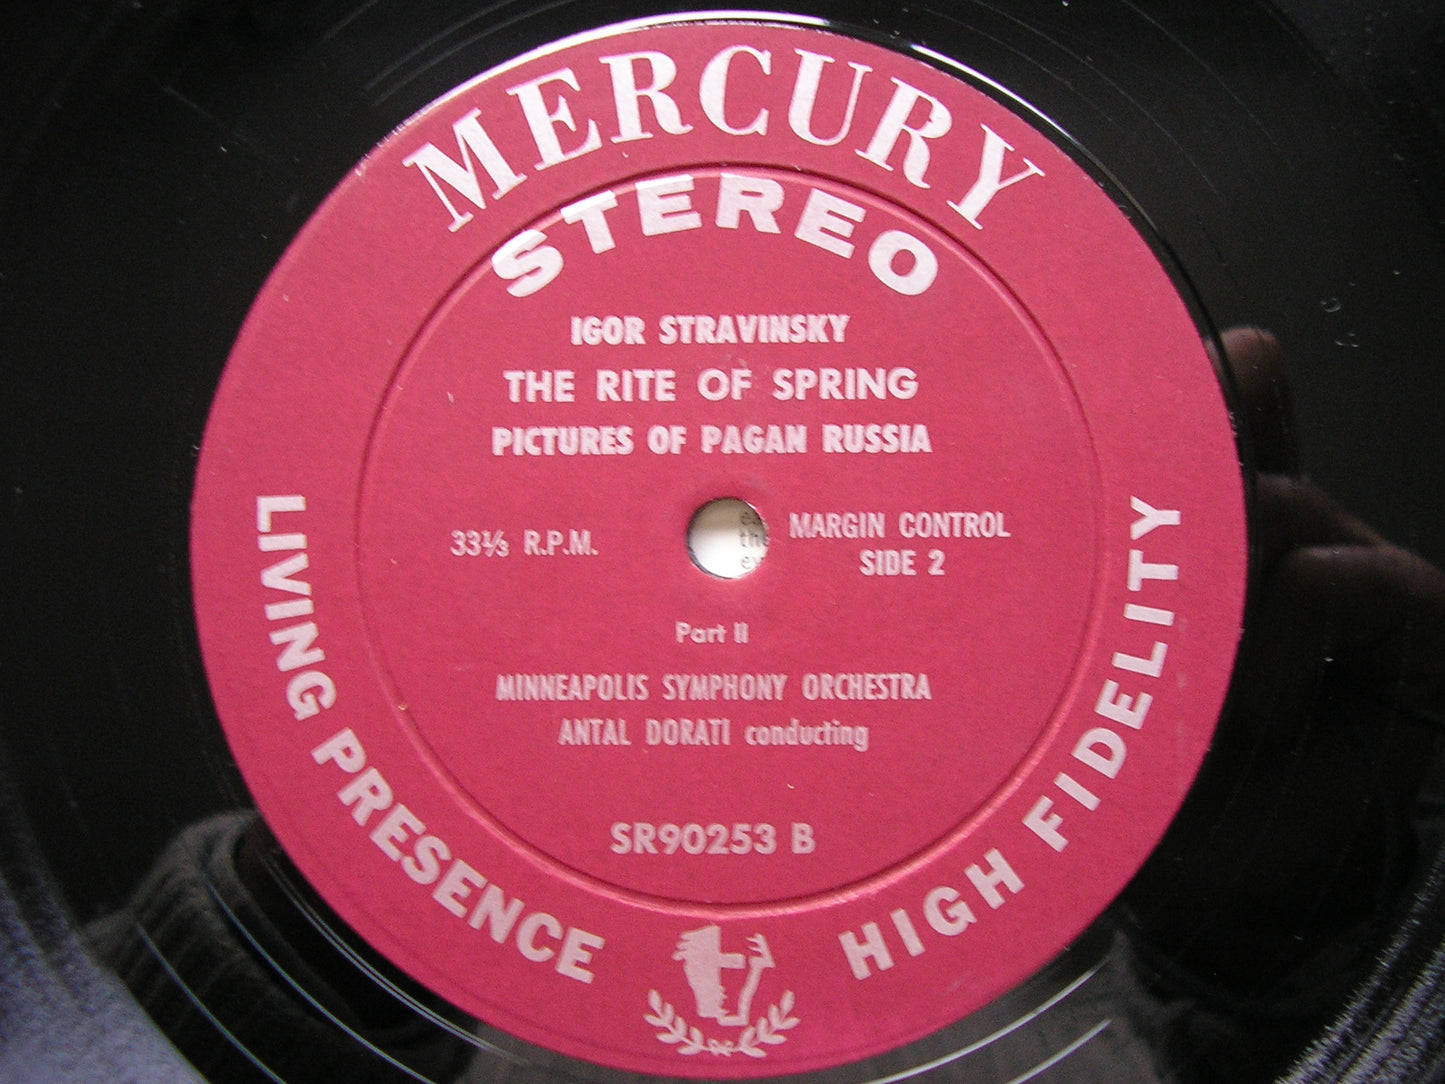 MERCURY
STEREO
IGOR STRAVINSKY
THE RITE OF SPRING
PICTURES OF PAGAN RUSSIA
33⅓ R.P.M.
MARGIN CONTROL
SIDE 2
Part II
MINNEAPOLIS SYMPHONY ORCHESTRA
ANTAL DORATI conducting
SR90253 B
LIVING PRESENCE
HIGH FIDELITY